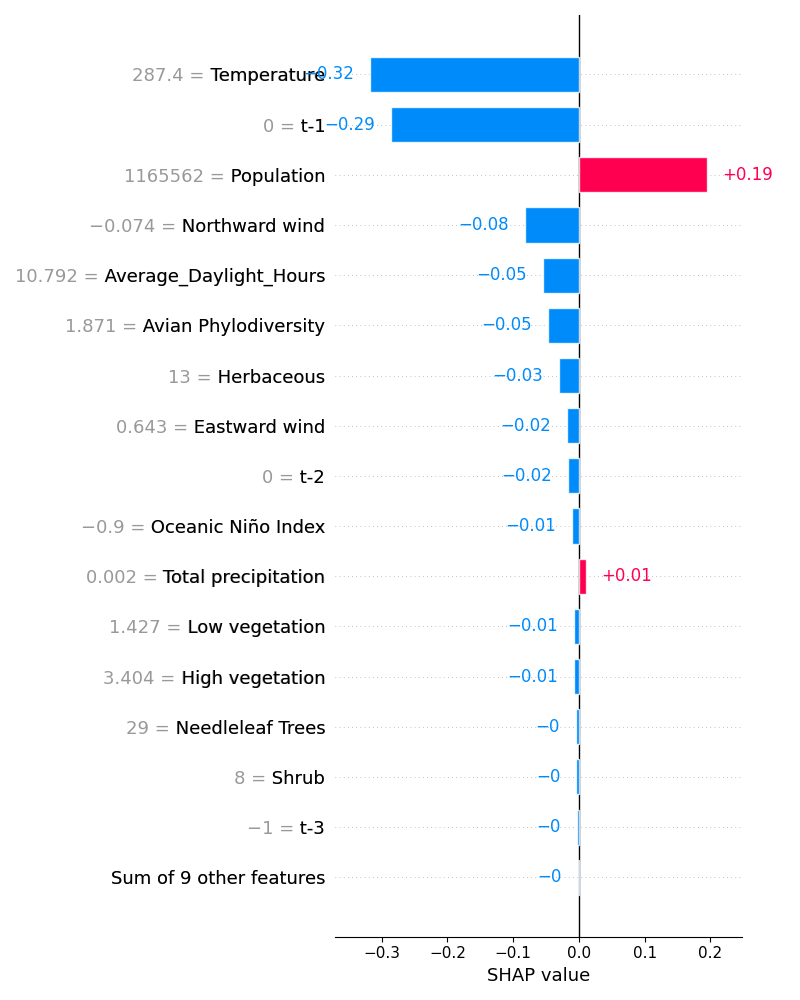 287.4 = Temperature −0.32
0 = t-1 −0.29
1165562 = Population +0.19
−0.074 = Northward wind −0.08
10.792 = Average_Daylight_Hours −0.05
1.871 = Avian Phylodiversity −0.05
13 = Herbaceous −0.03
0.643 = Eastward wind −0.02
0 = t-2 −0.02
−0.9 = Oceanic Niño Index −0.01
0.002 = Total precipitation +0.01
1.427 = Low vegetation −0.01
3.404 = High vegetation −0.01
29 = Needleleaf Trees −0
8 = Shrub −0
−1 = t-3 −0
Sum of 9 other features −0
−0.3 −0.2 −0.1 0.0 0.1 0.2
SHAP value